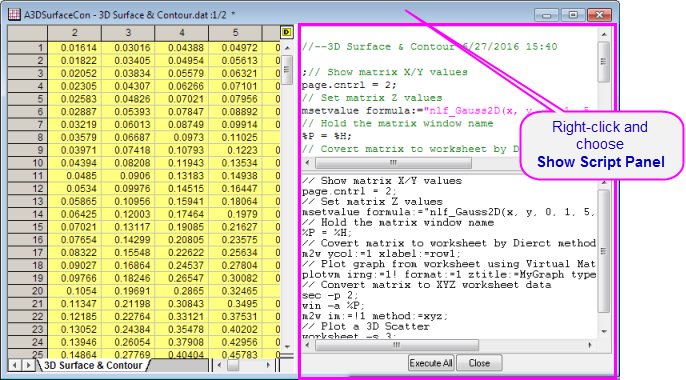 A3DSurfaceCon - 3D Surface & Contour.dat :1/2 *
2 3 4 5 D
1 0.01614 0.03016 0.04388 0.04972 0
2 0.01822 0.03405 0.04954 0.05613 0
3 0.02052 0.03834 0.05579 0.06321 0
4 0.02305 0.04307 0.06266 0.07101 0
5 0.02583 0.04826 0.07021 0.07956 0
6 0.02887 0.05393 0.07847 0.08892 0
7 0.03219 0.06013 0.08749 0.09914 0
8 0.03579 0.06687 0.0973 0.11025
9 0.03971 0.07418 0.10793 0.1223 0
10 0.04394 0.08208 0.11943 0.13534 0
11 0.0485 0.0906 0.13183 0.14938 0
12 0.0534 0.09976 0.14515 0.16447 0
13 0.05865 0.10956 0.15941 0.18064 0
14 0.06425 0.12003 0.17464 0.1979 0
15 0.07021 0.13117 0.19085 0.21627 0
16 0.07654 0.14299 0.20805 0.23575 0
17 0.08322 0.15548 0.22622 0.25634 0
18 0.09027 0.16864 0.24537 0.27804 0
19 0.09766 0.18246 0.26547 0.30082 0
20 0.1054 0.19691 0.2865 0.32465
21 0.11347 0.21198 0.30843 0.3495 0
22 0.12185 0.22764 0.33121 0.37531 0
23 0.13052 0.24384 0.35478 0.40202 0
24 0.13946 0.26054 0.37908 0.42956 0
25 0.14864 0.27769 0.40404 0.45783 0
3D Surface & Contour
//--3D Surface & Contour 6/27/2016 15:40
;// Show matrix X/Y values
page.cntrl = 2;
// Set matrix Z values
msetvalue formula:="nlf_Gauss2D(x, y, 0, 1, 5,
// Hold the matrix window name
%P = %H;
// Covert matrix to worksheet by Dierc
// Show matrix X/Y values
page.cntrl = 2;
// Set matrix Z values
msetvalue formula:="nlf_Gauss2D(x, y, 0, 1, 5,
// Hold the matrix window name
%P = %H;
// Covert matrix to worksheet by Dierct method
m2w ycol:=1 xlabel:=row1;
// Plot graph from worksheet using Virtual Mat
plotvm irng:=1! format:=1 ztitle:=MyGraph type
// Convert matrix to XYZ worksheet data
sec -p 2;
win -a %P;
m2w im:=!1 method:=xyz;
// Plot a 3D Scatter
worksheet -s 3;
Execute All Close
Right-click and
choose
Show Script Panel